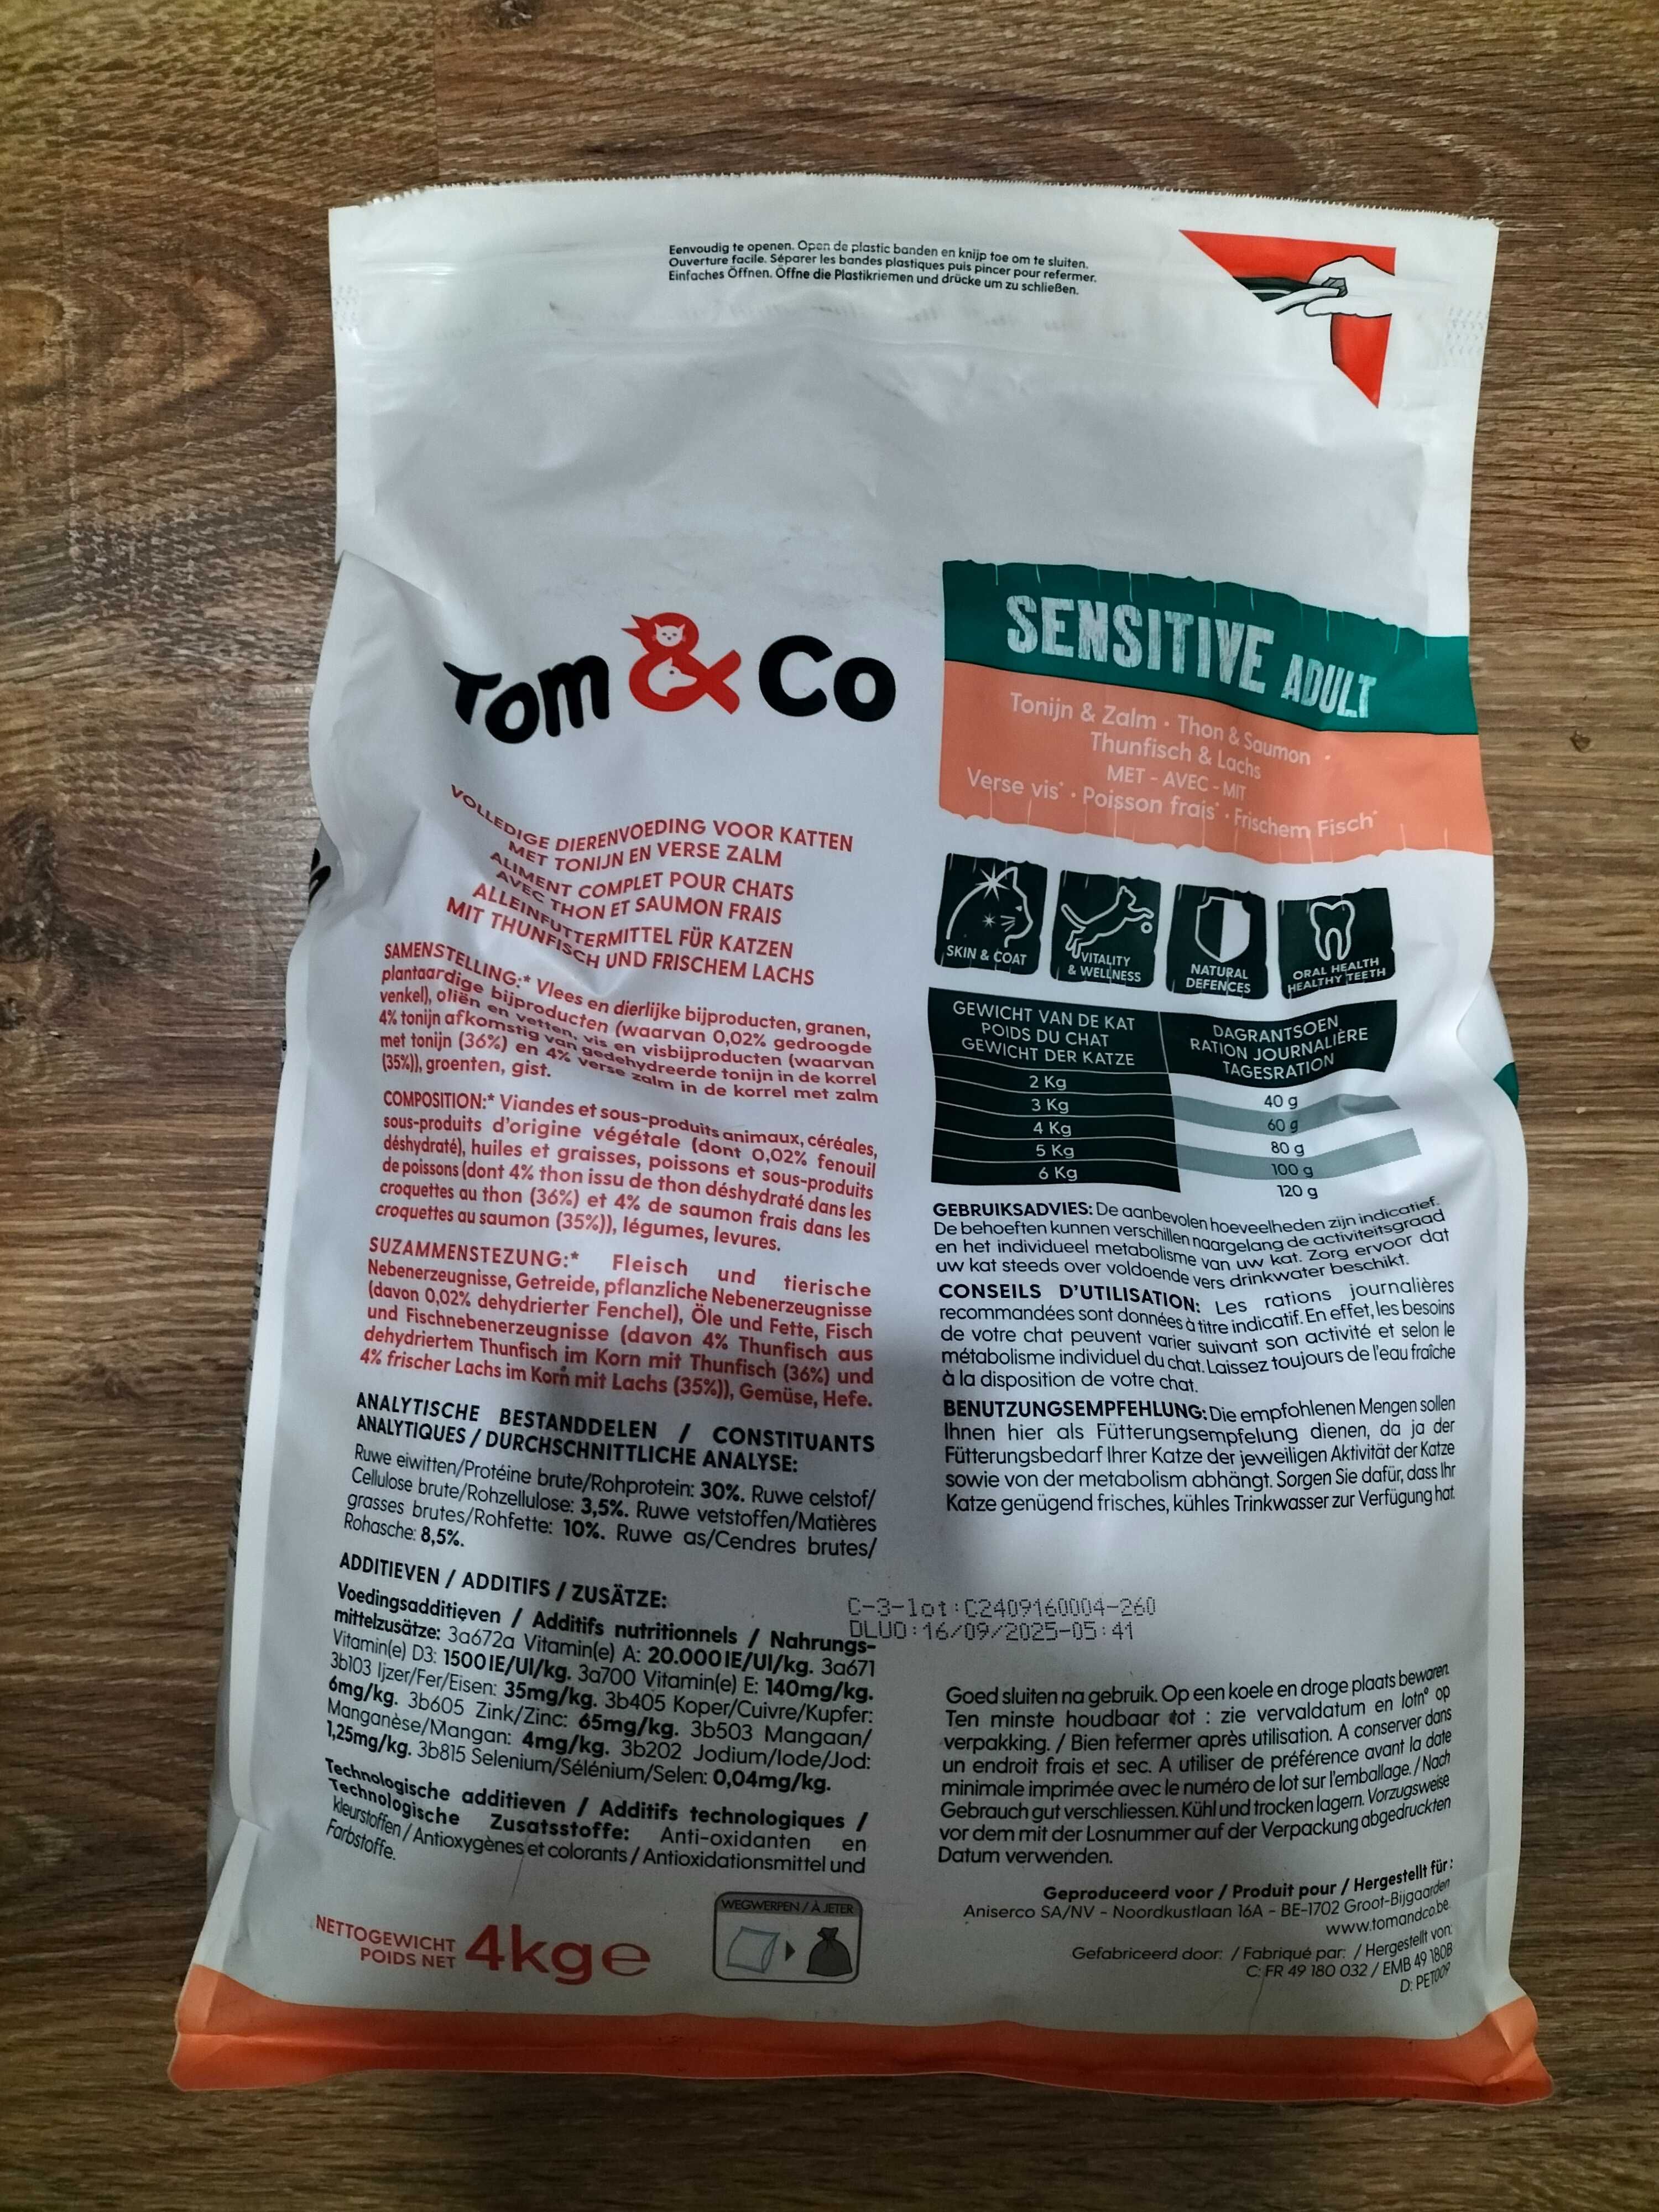 Eenvoudig te openen. Open de plastic banden en knijp toe om te sluiten.
Ouverture facile. Séparer les bandes plastiques puis pincer pour refermer.
Einfaches Öffnen. Öffne die Plastikriemen und drücke um zu schließen.
Tom & Co
SENSITIVE ADULT
Tonijn & Zalm · Thon & Saumon ·
Thunfisch & Lachs
MET - AVEC - MIT
Verse vis* · Poisson frais* · Frischem Fisch*
VOLLEDIGE DIERENVOEDING VOOR KATTEN
MET TONIJN EN VERSE ZALM
ALIMENT COMPLET POUR CHATS
AVEC THON ET SAUMON FRAIS
ALLEINFUTTERMITTEL FÜR KATZEN
MIT THUNFISCH UND FRISCHEM LACHS
SAMENSTELLING:* Vlees en dierlijke bijproducten, granen,
plantaardige bijproducten (waarvan 0,02% gedroogde
venkel), oliën en vetten, vis en visbijproducten (waarvan
4% tonijn afkomstig van gedehydreerde tonijn in de korrel
met tonijn (36%) en 4% verse zalm in de korrel met zalm
(35%)), groenten, gist.
COMPOSITION:* Viandes et sous-produits animaux, céréales,
sous-produits d'origine végétale (dont 0,02% fenouil
déshydraté), huiles et graisses, poissons et sous-produits
de poissons (dont 4% thon issu de thon déshydraté dans les
croquettes au thon (36%) et 4% de saumon frais dans les
croquettes au saumon (35%)), légumes, levures.
SUZAMMENSTEZUNG:* Fleisch und tierische
Nebenerzeugnisse, Getreide, pflanzliche Nebenerzeugnisse
(davon 0,02% dehydrierter Fenchel), Öle und Fette, Fisch
und Fischnebenerzeugnisse (davon 4% Thunfisch aus
dehydriertem Thunfisch im Korn mit Thunfisch (36%) und
4% frischer Lachs im Korn mit Lachs (35%)), Gemüse, Hefe.
ANALYTISCHE BESTANDDELEN / CONSTITUANTS
ANALYTIQUES / DURCHSCHNITTLICHE ANALYSE:
Ruwe eiwitten/Protéine brute/Rohprotein: 30%. Ruwe celstof/
Cellulose brute/Rohzellulose: 3,5%. Ruwe vetstoffen/Matières
grasses brutes/Rohfette: 10%. Ruwe as/Cendres brutes/
Rohasche: 8,5%.
ADDITIEVEN / ADDITIFS / ZUSÄTZE:
Voedingsadditieven / Additifs nutritionnels / Nahrungs-
mittelzusätze: 3a672a Vitamin(e) A: 20.000IE/UI/kg. 3a671
Vitamin(e) D3: 1500IE/UI/kg. 3a700 Vitamin(e) E: 140mg/kg.
3b103 Ijzer/Fer/Eisen: 35mg/kg. 3b405 Koper/Cuivre/Kupfer:
6mg/kg. 3b605 Zink/Zinc: 65mg/kg. 3b503 Mangaan/
Manganèse/Mangan: 4mg/kg. 3b202 Jodium/Iode/Jod:
1,25mg/kg. 3b815 Selenium/Sélénium/Selen: 0,04mg/kg.
Technologische additieven / Additifs technologiques /
Technologische Zusatsstoffe: Anti-oxidanten en
kleurstoffen / Antioxygènes et colorants / Antioxidationsmittel und
Farbstoffe.
NETTOGEWICHT
POIDS NET
4kg℮
WEGWERPEN / À JETER
SKIN & COAT
VITALITY
& WELLNESS
NATURAL
DEFENCES
ORAL HEALTH
HEALTHY TEETH
GEWICHT VAN DE KAT
POIDS DU CHAT
GEWICHT DER KATZE
DAGRANTSOEN
RATION JOURNALIÈRE
TAGESRATION
2 Kg 40 g
3 Kg 60 g
4 Kg 80 g
5 Kg 100 g
6 Kg 120 g
GEBRUIKSADVIES: De aanbevolen hoeveelheden zijn indicatief.
De behoeften kunnen verschillen naargelang de activiteitsgraad
en het individueel metabolisme van uw kat. Zorg ervoor dat
uw kat steeds over voldoende vers drinkwater beschikt.
CONSEILS D'UTILISATION: Les rations journalières
recommandées sont données à titre indicatif. En effet, les besoins
de votre chat peuvent varier suivant son activité et selon le
métabolisme individuel du chat. Laissez toujours de l'eau fraîche
à la disposition de votre chat.
BENUTZUNGSEMPFEHLUNG: Die empfohlenen Mengen sollen
Ihnen hier als Fütterungsempfelung dienen, da ja der
Fütterungsbedarf Ihrer Katze der jeweiligen Aktivität der Katze
sowie von der metabolism abhängt. Sorgen Sie dafür, dass Ihr
Katze genügend frisches, kühles Trinkwasser zur Verfügung hat.
C-3-lot:C2409160004-260
DLUO:16/09/2025-05:41
Goed sluiten na gebruik. Op een koele en droge plaats bewaren.
Ten minste houdbaar tot : zie vervaldatum en lotn° op
verpakking. / Bien refermer après utilisation. A conserver dans
un endroit frais et sec. A utiliser de préférence avant la date
minimale imprimée avec le numéro de lot sur l'emballage. / Nach
Gebrauch gut verschliessen. Kühl und trocken lagern. Vorzugsweise
vor dem mit der Losnummer auf der Verpackung abgedruckten
Datum verwenden.
Geproduceerd voor / Produit pour / Hergestellt für :
Aniserco SA/NV - Noordkustlaan 16A - BE-1702 Groot-Bijgaarden
www.tomandco.be
Gefabriceerd door: / Fabriqué par: / Hergestellt von:
C: FR 49 180 032 / EMB 49 180B
D: PET009